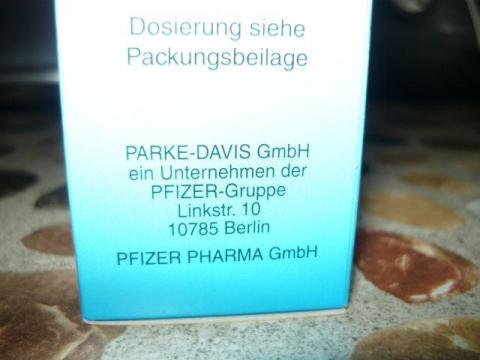 Dosierung siehe
Packungsbeilage
PARKE-DAVIS GmbH
ein Unternehmen der
PFIZER-Gruppe
Linkstr. 10
10785 Berlin
PFIZER PHARMA GmbH